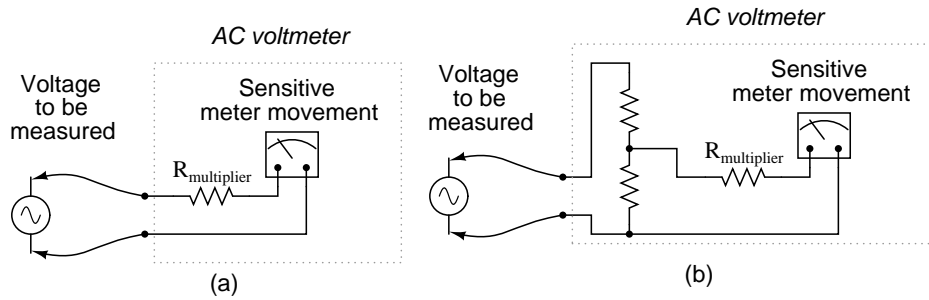 AC voltmeter
Voltage
to be
measured
Sensitive
meter movement
Rmultiplier
(a)
AC voltmeter
Voltage
to be
measured
Sensitive
meter movement
Rmultiplier
(b)